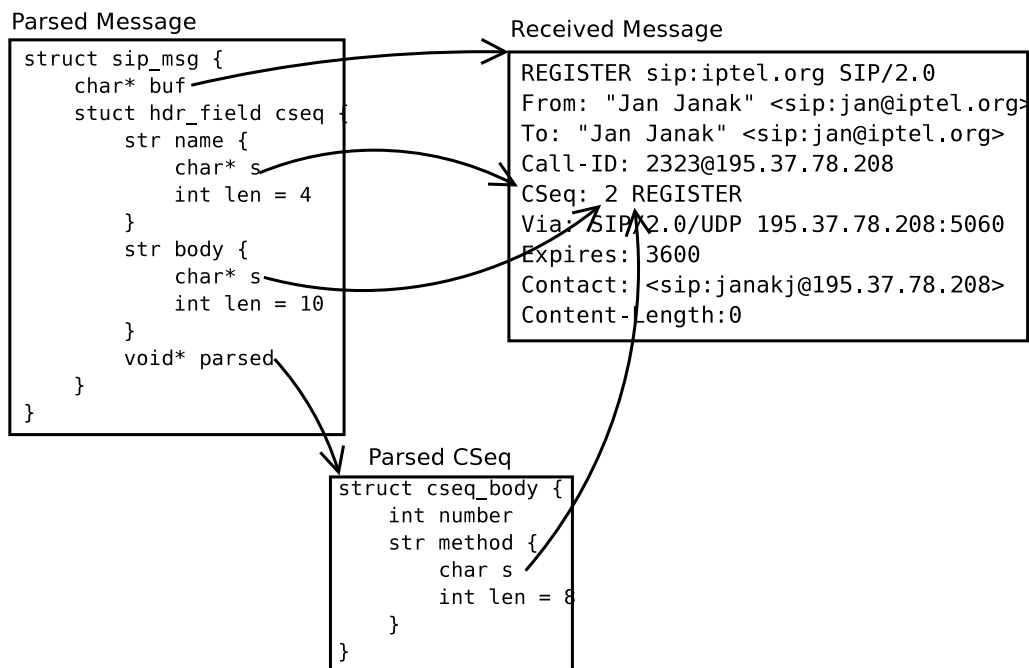 Parsed Message
struct sip_msg {
char* buf
stuct hdr_field cseq {
str name {
char* s
int len = 4
}
str body {
char* s
int len = 10
}
void* parsed
}
}
Received Message
REGISTER sip:iptel.org SIP/2.0
From: "Jan Janak" <sip:jan@iptel.org>
To: "Jan Janak" <sip:jan@iptel.org>
Call-ID: 2323@195.37.78.208
CSeq: 2 REGISTER
Via: SIP/2.0/UDP 195.37.78.208:5060
Expires: 3600
Contact: <sip:janakj@195.37.78.208>
Content-Length:0
Parsed CSeq
struct cseq_body {
int number
str method {
char s
int len = 8
}
}